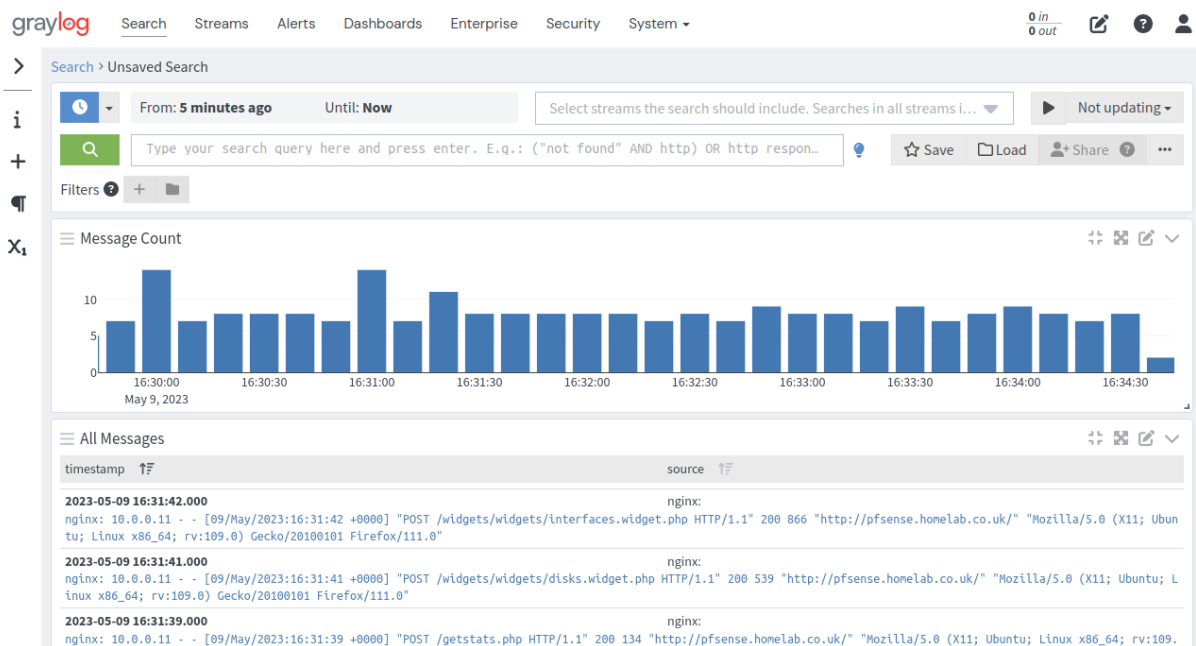 graylog Search Streams Alerts Dashboards Enterprise Security System 0 in
0 out
Search > Unsaved Search
From: 5 minutes ago Until: Now Select streams the search should include. Searches in all streams i... Not updating
Type your search query here and press enter. E.g.: ("not found" AND http) OR http respon... Save Load Share
Filters
Message Count
10
5
0
16:30:00 16:30:30 16:31:00 16:31:30 16:32:00 16:32:30 16:33:00 16:33:30 16:34:00 16:34:30
May 9, 2023
All Messages
timestamp source
2023-05-09 16:31:42.000 nginx:
nginx: 10.0.0.11 - - [09/May/2023:16:31:42 +0000] "POST /widgets/widgets/interfaces.widget.php HTTP/1.1" 200 866 "http://pfsense.homelab.co.uk/" "Mozilla/5.0 (X11; Ubun
tu; Linux x86_64; rv:109.0) Gecko/20100101 Firefox/111.0"
2023-05-09 16:31:41.000 nginx:
nginx: 10.0.0.11 - - [09/May/2023:16:31:41 +0000] "POST /widgets/widgets/disks.widget.php HTTP/1.1" 200 539 "http://pfsense.homelab.co.uk/" "Mozilla/5.0 (X11; Ubuntu; L
inux x86_64; rv:109.0) Gecko/20100101 Firefox/111.0"
2023-05-09 16:31:39.000 nginx:
nginx: 10.0.0.11 - - [09/May/2023:16:31:39 +0000] "POST /getstats.php HTTP/1.1" 200 134 "http://pfsense.homelab.co.uk/" "Mozilla/5.0 (X11; Ubuntu; Linux x86_64; rv:109.